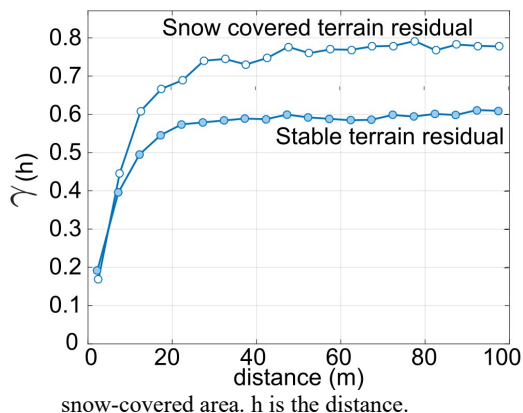 Snow covered terrain residual
Stable terrain residual
γ(h)
0.8
0.7
0.6
0.5
0.4
0.3
0.2
0.1
0
0 20 40 60 80 100
distance (m)
snow-covered area. h is the distance.